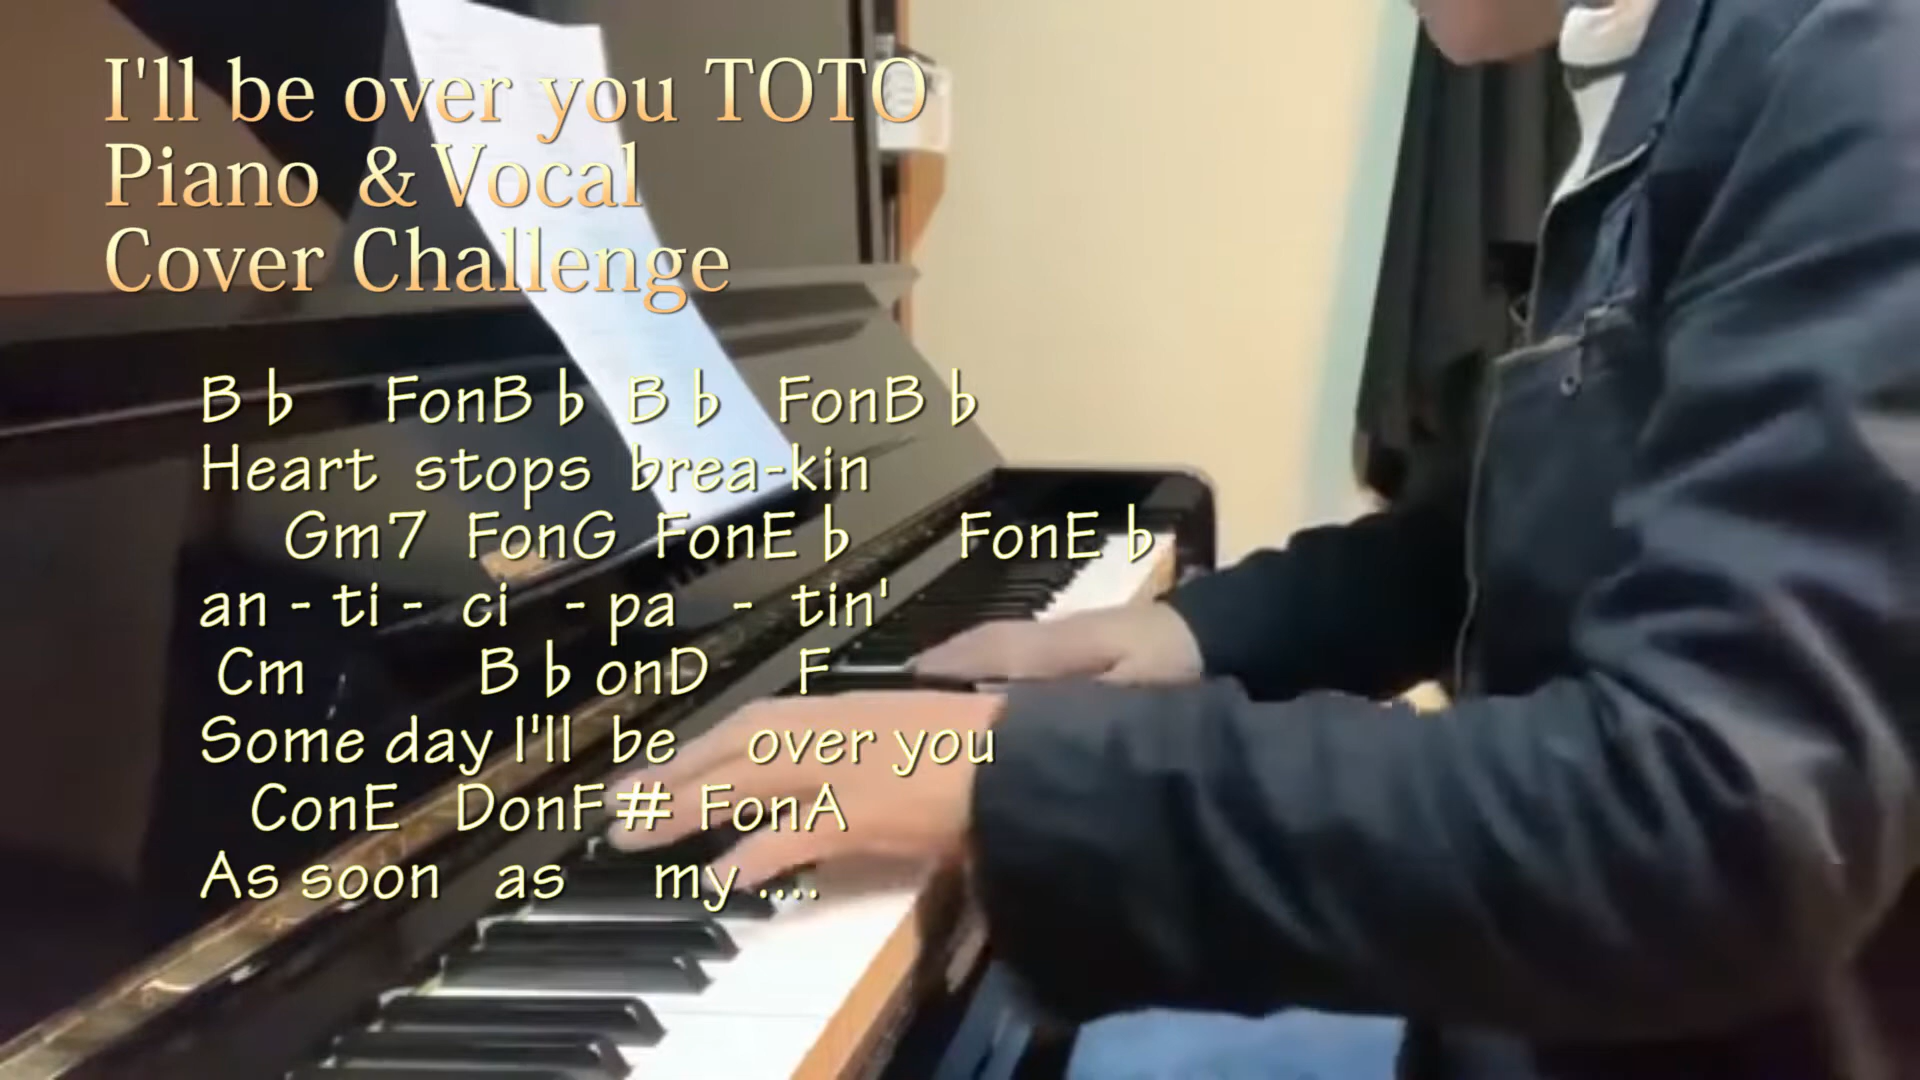 I'll be over you TOTO
Piano & Vocal
Cover Challenge
B♭ FonB♭ B♭ FonB♭
Heart stops brea-kin
Gm7 FonG FonE♭ FonE♭
an - ti - ci - pa - tin'
Cm B♭onD F
Some day I'll be over you
ConE DonF# FonA
As soon as my ....